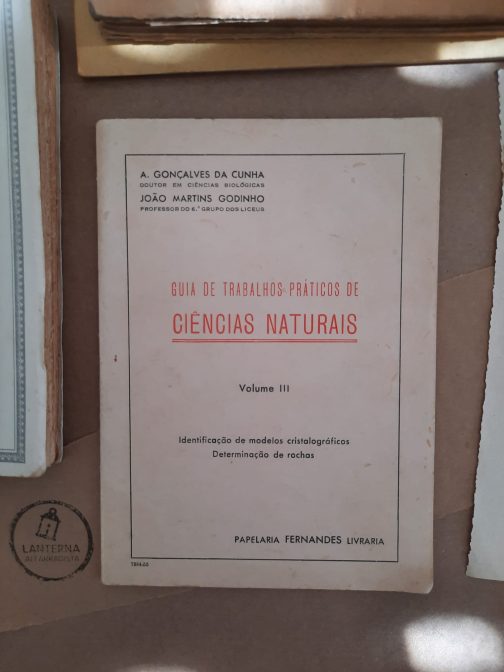 A. GONÇALVES DA CUNHA
DOUTOR EM CIÊNCIAS BIOLÓGICAS
JOÃO MARTINS GODINHO
PROFESSOR DO 6.º GRUPO DOS LICEUS
GUIA DE TRABALHOS PRÁTICOS DE
CIÊNCIAS NATURAIS
Volume III
Identificação de modelos cristalográficos
Determinação de rochas
PAPELARIA FERNANDES LIVRARIA
LANTERNA
ALFARRABISTA